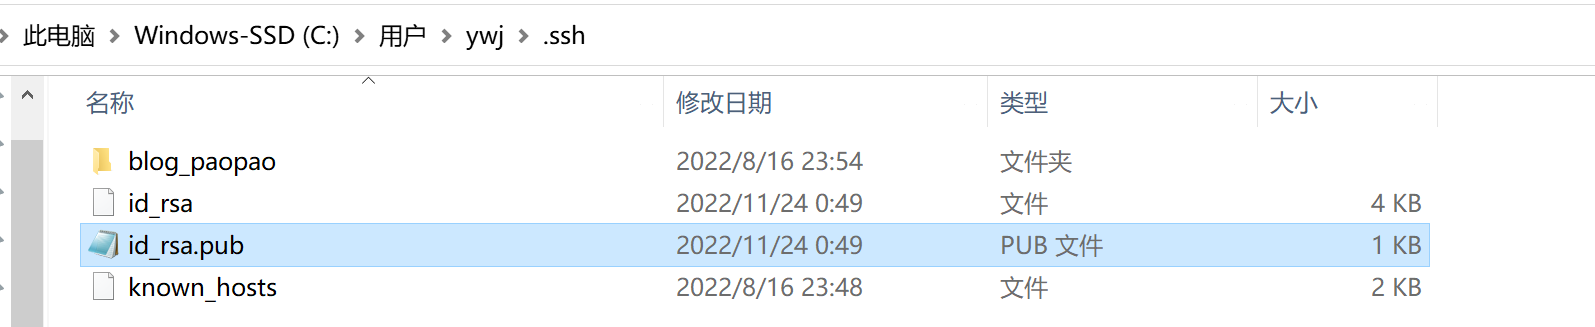 此电脑 > Windows-SSD (C:) > 用户 > ywj > .ssh
名称 修改日期 类型 大小
blog_paopao 2022/8/16 23:54 文件夹
id_rsa 2022/11/24 0:49 文件 4 KB
id_rsa.pub 2022/11/24 0:49 PUB 文件 1 KB
known_hosts 2022/8/16 23:48 文件 2 KB